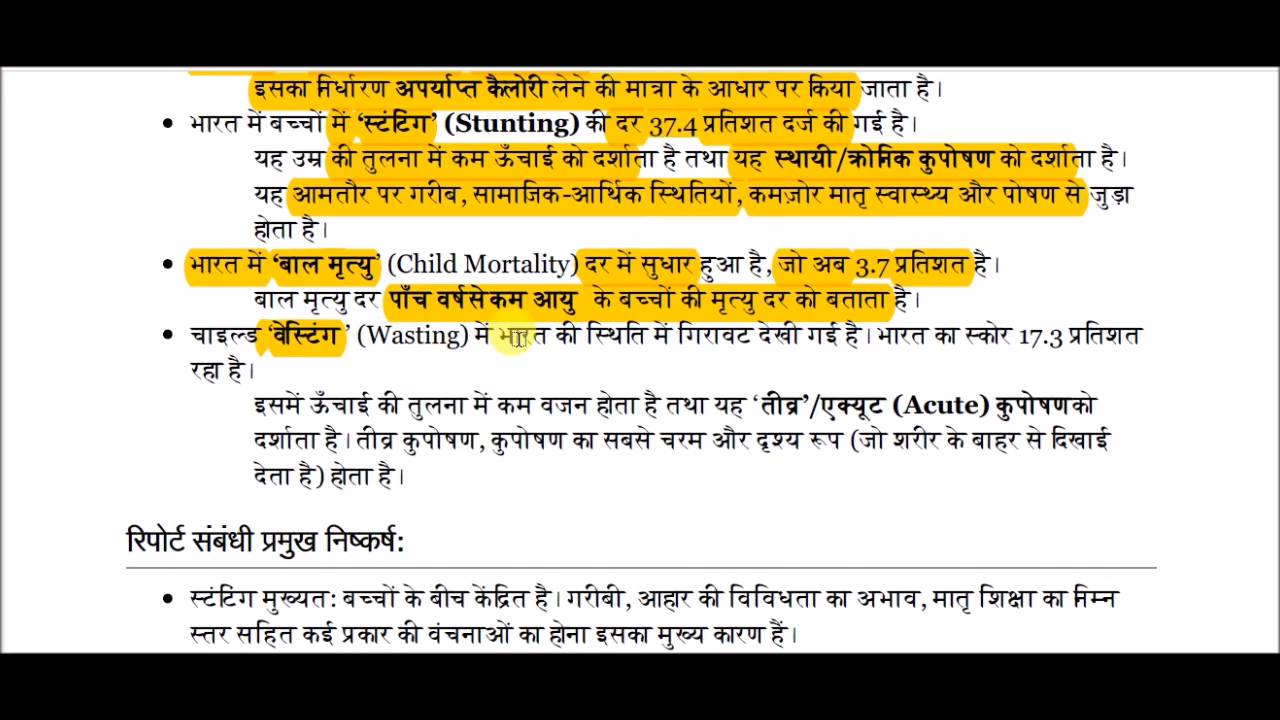 इसका निर्धारण अपर्याप्त कैलोरी लेने की मात्रा के आधार पर किया जाता है।
• भारत में बच्चों में ‘स्टंटिंग’ (Stunting) की दर 37.4 प्रतिशत दर्ज की गई है।
यह उम्र की तुलना में कम ऊँचाई को दर्शाता है तथा यह स्थायी/क्रोनिक कुपोषण को दर्शाता है।
यह आमतौर पर गरीब, सामाजिक-आर्थिक स्थितियों, कमज़ोर मातृ स्वास्थ्य और पोषण से जुड़ा
होता है।
• भारत में ‘बाल मृत्यु’ (Child Mortality) दर में सुधार हुआ है, जो अब 3.7 प्रतिशत है।
बाल मृत्यु दर पाँच वर्ष से कम आयु के बच्चों की मृत्यु दर को बताता है।
• चाइल्ड ‘वेस्टिंग’ (Wasting) में भारत की स्थिति में गिरावट देखी गई है। भारत का स्कोर 17.3 प्रतिशत
रहा है।
इसमें ऊँचाई की तुलना में कम वजन होता है तथा यह ‘तीव्र’/एक्यूट (Acute) कुपोषण को
दर्शाता है। तीव्र कुपोषण, कुपोषण का सबसे चरम और दृश्य रूप (जो शरीर के बाहर से दिखाई
देता है) होता है।
रिपोर्ट संबंधी प्रमुख निष्कर्ष:
• स्टंटिंग मुख्यत: बच्चों के बीच केंद्रित है। गरीबी, आहार की विविधता का अभाव, मातृ शिक्षा का निम्न
स्तर सहित कई प्रकार की वंचनाओं का होना इसका मुख्य कारण हैं।